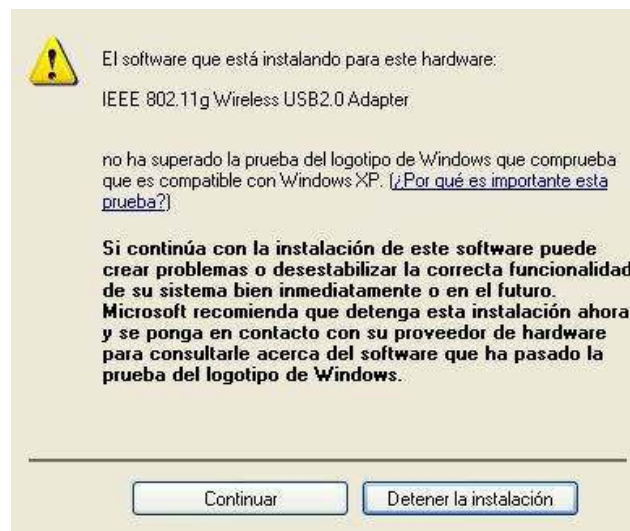 El software que está instalando para este hardware:
IEEE 802.11g Wireless USB2.0 Adapter
no ha superado la prueba del logotipo de Windows que comprueba
que es compatible con Windows XP. (¿Por qué es importante esta
prueba?)
Si continúa con la instalación de este software puede
crear problemas o desestabilizar la correcta funcionalidad
de su sistema bien inmediatamente o en el futuro.
Microsoft recomienda que detenga esta instalación ahora
y se ponga en contacto con su proveedor de hardware
para consultarle acerca del software que ha pasado la
prueba del logotipo de Windows.
Continuar
Detener la instalación